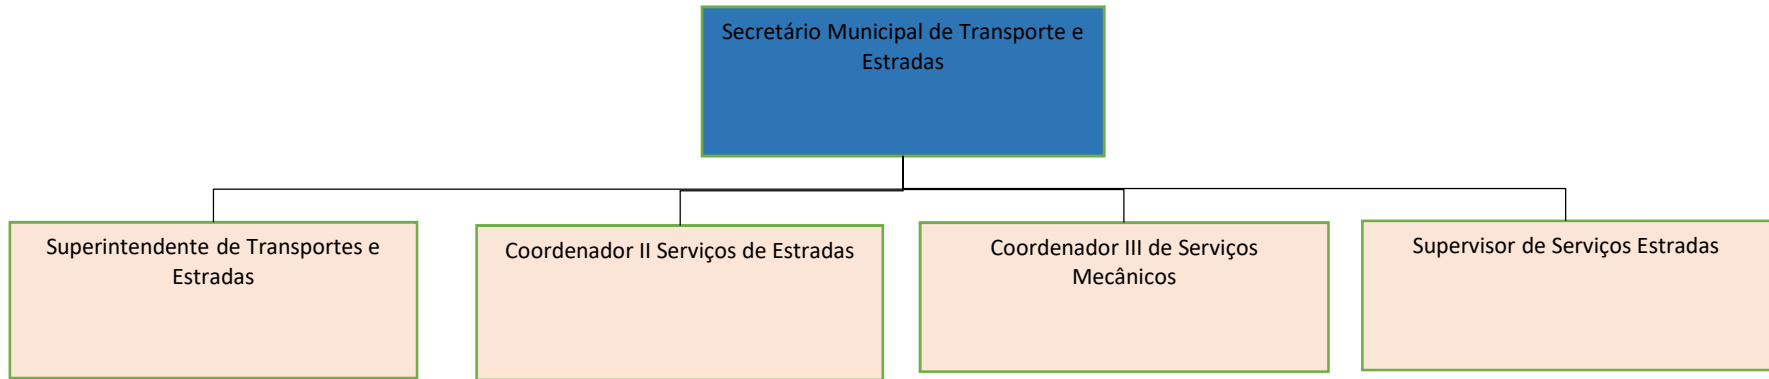 Secretário Municipal de Transporte e
Estradas
Superintendente de Transportes e
Estradas
Coordenador II Serviços de Estradas
Coordenador III de Serviços
Mecânicos
Supervisor de Serviços Estradas